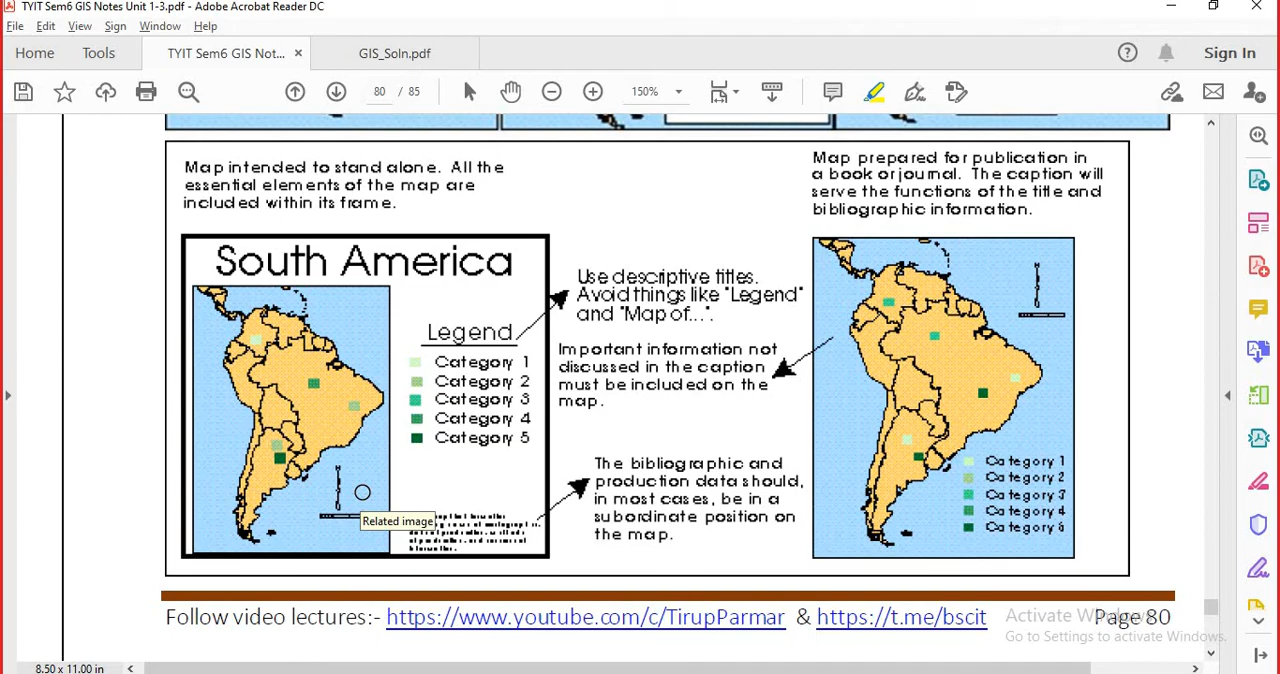 TYIT Sem6 GIS Notes Unit 1-3.pdf - Adobe Acrobat Reader DC
File Edit View Sign Window Help
Home Tools TYIT Sem6 GIS Not... × GIS_Soln.pdf Sign In
80 / 85 150%
Map intended to stand alone. All the
essential elements of the map are
included within its frame.
Map prepared for publication in
a book or journal. The caption will
serve the functions of the title and
bibliographic information.
South America
Legend
Category 1
Category 2
Category 3
Category 4
Category 5
Use descriptive titles.
Avoid things like "Legend"
and "Map of...".
Important information not
discussed in the caption
must be included on the
map.
The bibliographic and
production data should,
in most cases, be in a
subordinate position on
the map.
Category 1
Category 2
Category 4
Related image
Follow video lectures:- https://www.youtube.com/c/TirupParmar & https://t.me/bscit Page 80
Activate Windows
Go to Settings to activate Windows.
8.50 x 11.00 in